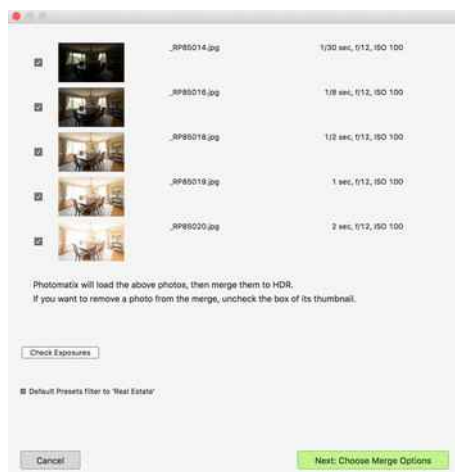 _RP85014.jpg 1/30 sec, f/12, ISO 100
_RP85016.jpg 1/8 sec, f/12, ISO 100
_RP85018.jpg 1/2 sec, f/12, ISO 100
_RP85019.jpg 1 sec, f/12, ISO 100
_RP85020.jpg 2 sec, f/12, ISO 100
Photomatix will load the above photos, then merge them to HDR.
If you want to remove a photo from the merge, uncheck the box of its thumbnail.
Check Exposures
Default Presets filter to 'Real Estate'
Cancel Next: Choose Merge Options